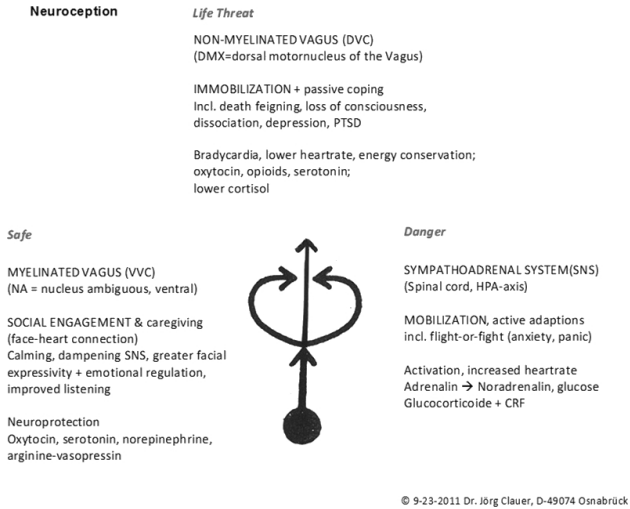 Neuroception
Life Threat
NON-MYELINATED VAGUS (DVC)
(DMX=dorsal motornucleus of the Vagus)
IMMOBILIZATION + passive coping
Incl. death feigning, loss of consciousness,
dissociation, depression, PTSD
Bradycardia, lower heartrate, energy conservation;
oxytocin, opioids, serotonin;
lower cortisol
Safe
MYELINATED VAGUS (VVC)
(NA = nucleus ambiguous, ventral)
SOCIAL ENGAGEMENT & caregiving
(face-heart connection)
Calming, dampening SNS, greater facial
expressivity + emotional regulation,
improved listening
Neuroprotection
Oxytocin, serotonin, norepinephrine,
arginine-vasopressin
Danger
SYMPATHOADRENAL SYSTEM(SNS)
(Spinal cord, HPA-axis)
MOBILIZATION, active adaptions
incl. flight-or-fight (anxiety, panic)
Activation, increased heartrate
Adrenalin → Noradrenalin, glucose
Glucocorticoide + CRF
© 9-23-2011 Dr. Jörg Clauer, D-49074 Osnabrück